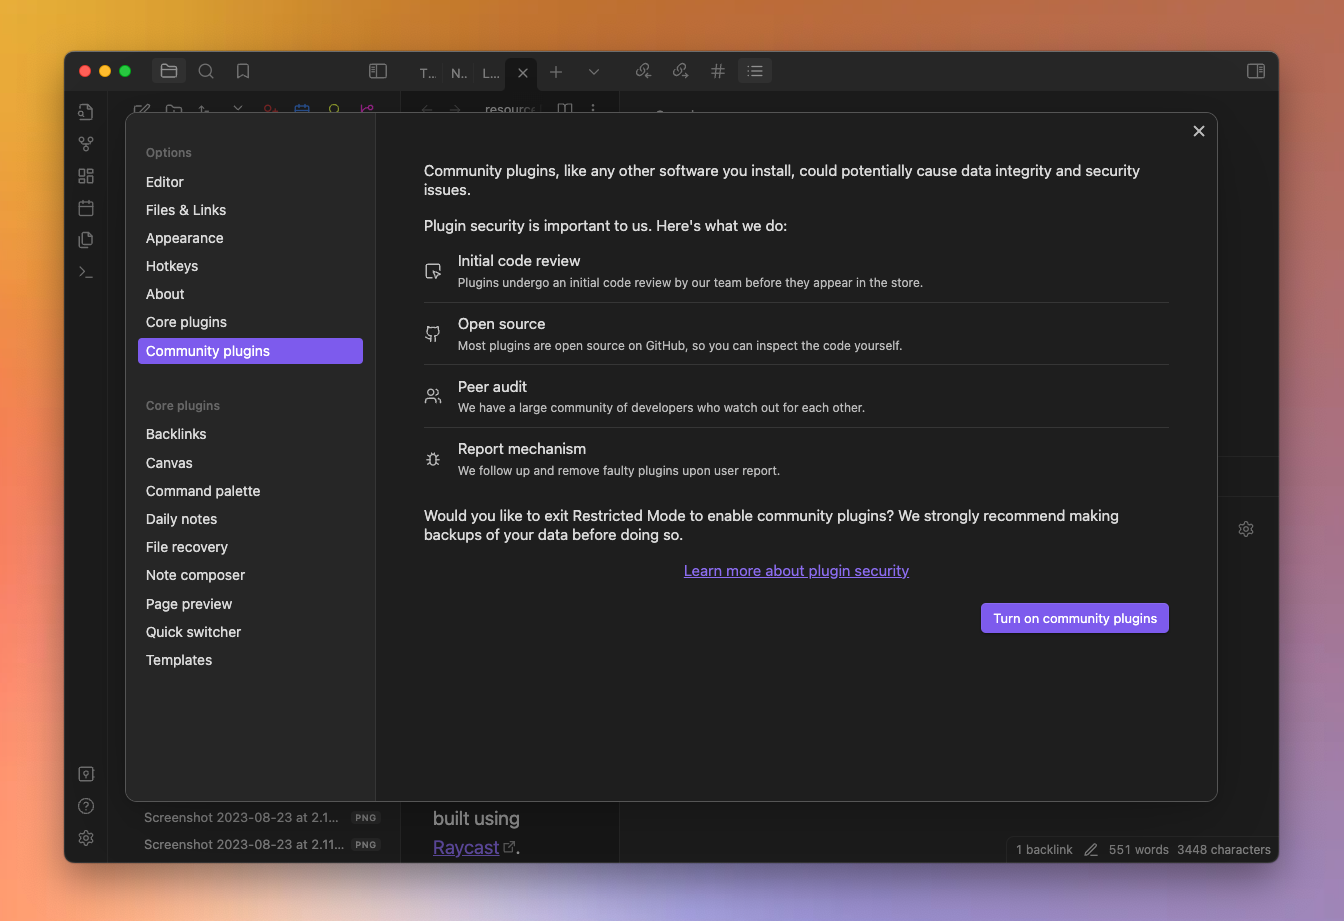 T...
N..
L...
resource
Options
Editor
Files & Links
Appearance
Hotkeys
About
Core plugins
Community plugins
Core plugins
Backlinks
Canvas
Command palette
Daily notes
File recovery
Note composer
Page preview
Quick switcher
Templates
Community plugins, like any other software you install, could potentially cause data integrity and security
issues.
Plugin security is important to us. Here's what we do:
Initial code review
Plugins undergo an initial code review by our team before they appear in the store.
Open source
Most plugins are open source on GitHub, so you can inspect the code yourself.
Peer audit
We have a large community of developers who watch out for each other.
Report mechanism
We follow up and remove faulty plugins upon user report.
Would you like to exit Restricted Mode to enable community plugins? We strongly recommend making
backups of your data before doing so.
Learn more about plugin security
Turn on community plugins
Screenshot 2023-08-23 at 2.1... PNG
Screenshot 2023-08-23 at 2.11... PNG
built using
Raycast.
1 backlink 551 words 3448 characters